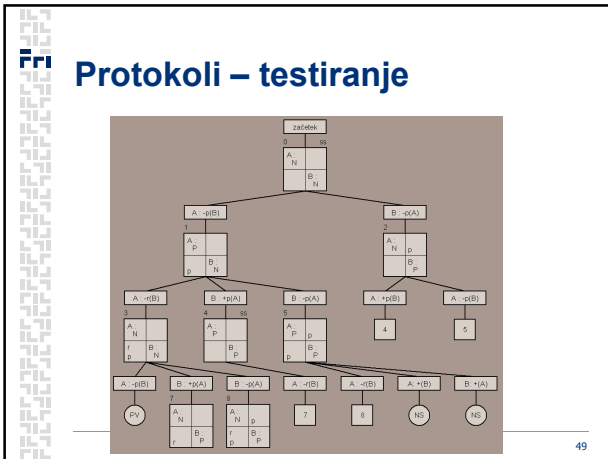 Fri
Protokoli – testiranje
začetek
0 ss
A : N
B : N
A : -p(B)
B : -p(A)
1
A : P
p
B : N
2
A : N
p
B : P
A : -r(B)
B : +p(A)
B : -p(A)
A : +p(B)
A : -p(B)
3
A : N
r
p
B : N
4 ss
A : P
B : P
5
A : P
p
p
B : P
4
5
A : -p(B)
B : +p(A)
B : -p(A)
A : -r(B)
A : -r(B)
A : +(B)
B : +(A)
PV
7
A : N
r
B : P
8
A : N
p
r
p
B : P
7
8
NS
NS
49